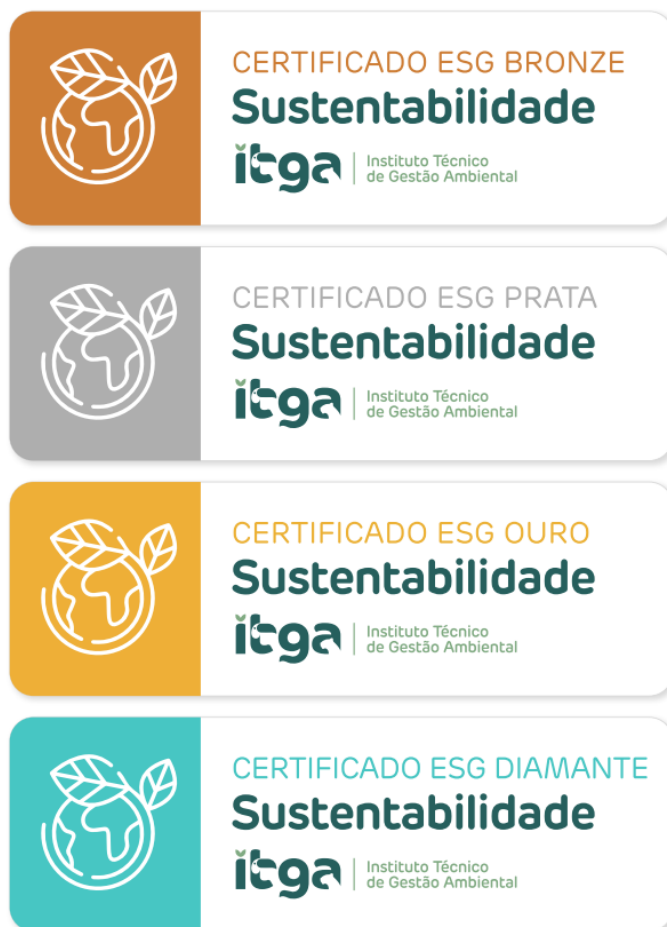 CERTIFICADO ESG BRONZE
Sustentabilidade
itga
Instituto Técnico
de Gestão Ambiental
CERTIFICADO ESG PRATA
Sustentabilidade
itga
Instituto Técnico
de Gestão Ambiental
CERTIFICADO ESG OURO
Sustentabilidade
itga
Instituto Técnico
de Gestão Ambiental
CERTIFICADO ESG DIAMANTE
Sustentabilidade
itga
Instituto Técnico
de Gestão Ambiental